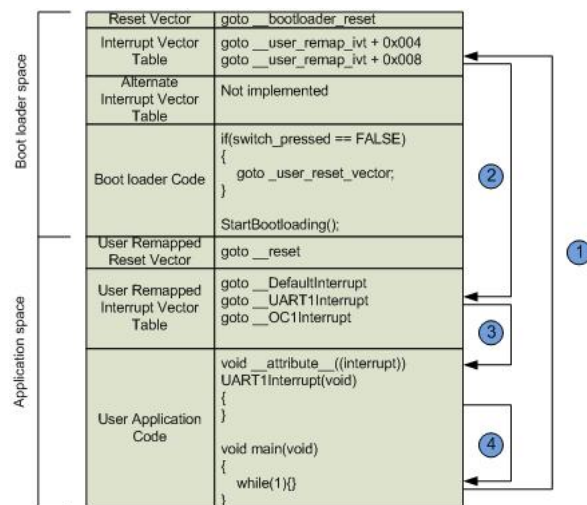 Boot loader space
Application space
Reset Vector
goto __bootloader_reset
Interrupt Vector
Table
goto __user_remap_ivt + 0x004
goto __user_remap_ivt + 0x008
Alternate
Interrupt Vector
Table
Not implemented
Boot loader Code
if(switch_pressed == FALSE)
{
goto _user_reset_vector;
}
StartBootloading();
User Remapped
Reset Vector
goto __reset
User Remapped
Interrupt Vector
Table
goto __DefaultInterrupt
goto __UART1Interrupt
goto __OC1Interrupt
User Application
Code
void __attribute__((interrupt))
UART1Interrupt(void)
{
}
void main(void)
{
while(1){}
}
2
1
3
4